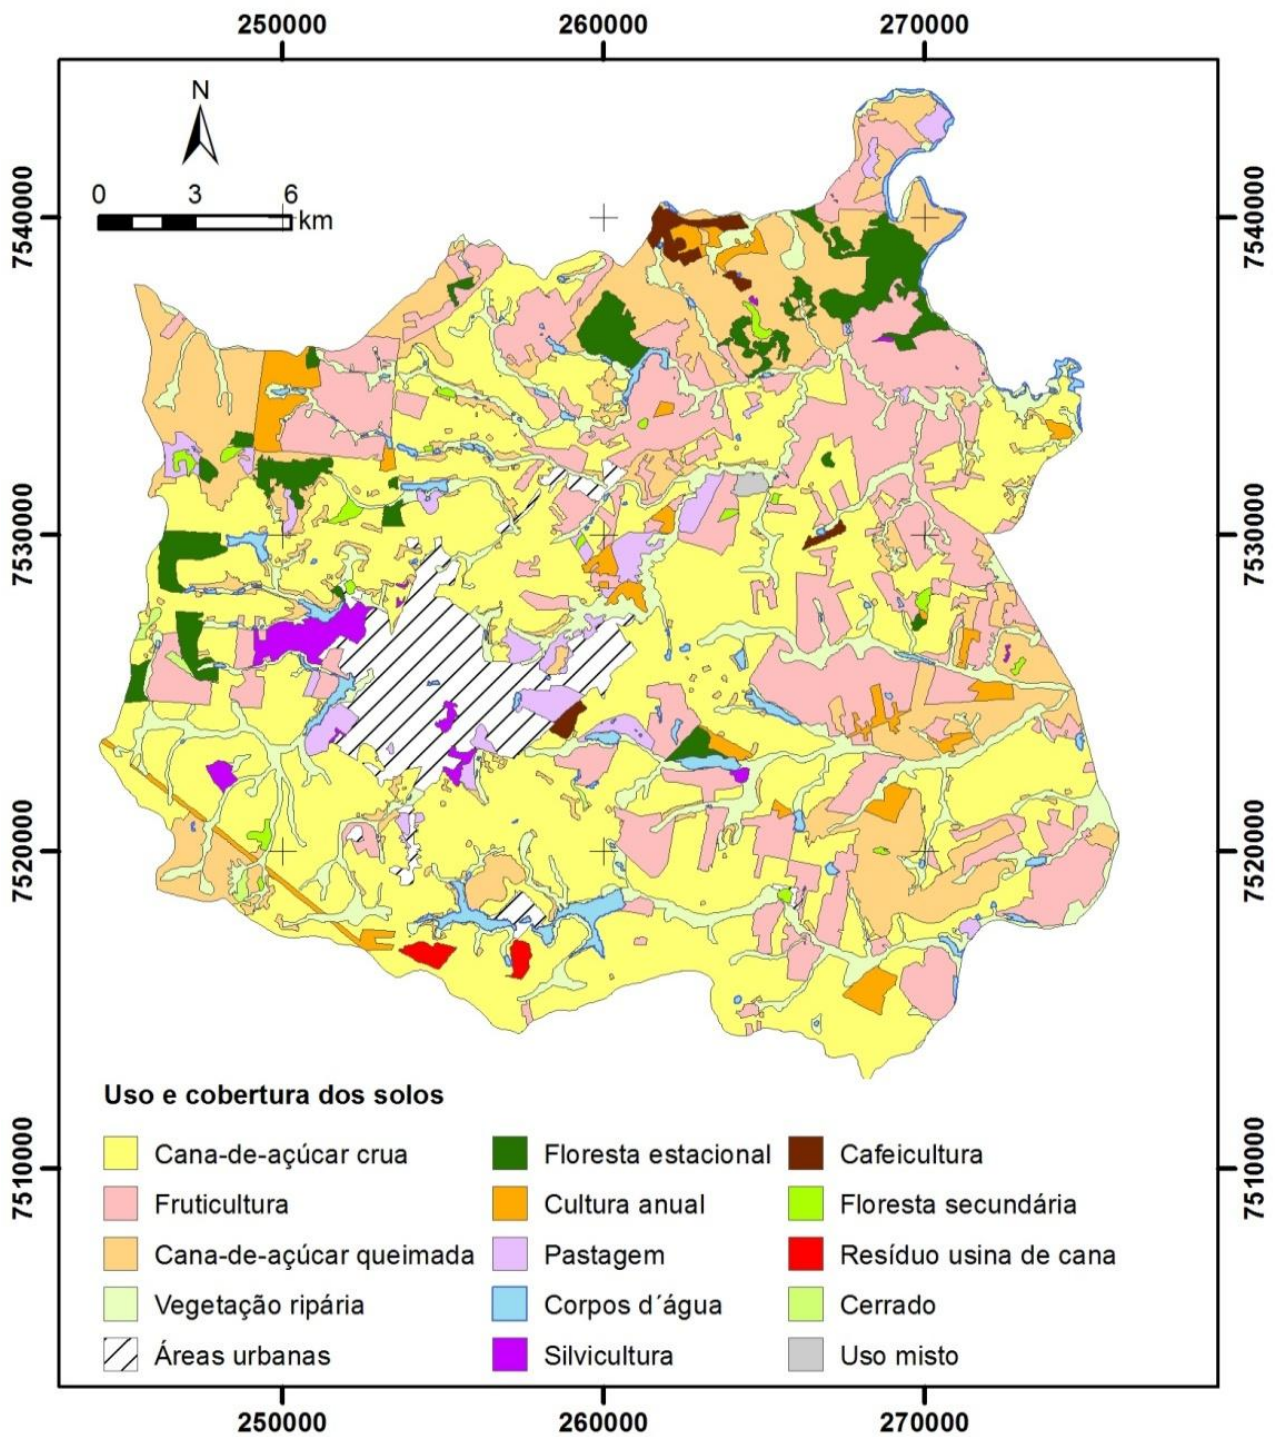 250000 260000 270000
N
0 3 6
km
7540000 7540000
7530000 7530000
7520000 7520000
7510000 7510000
Uso e cobertura dos solos
Cana-de-açúcar crua
Fruticultura
Cana-de-açúcar queimada
Vegetação ripária
Áreas urbanas
Floresta estacional
Cultura anual
Pastagem
Corpos d´água
Silvicultura
Cafeicultura
Floresta secundária
Resíduo usina de cana
Cerrado
Uso misto
250000 260000 270000